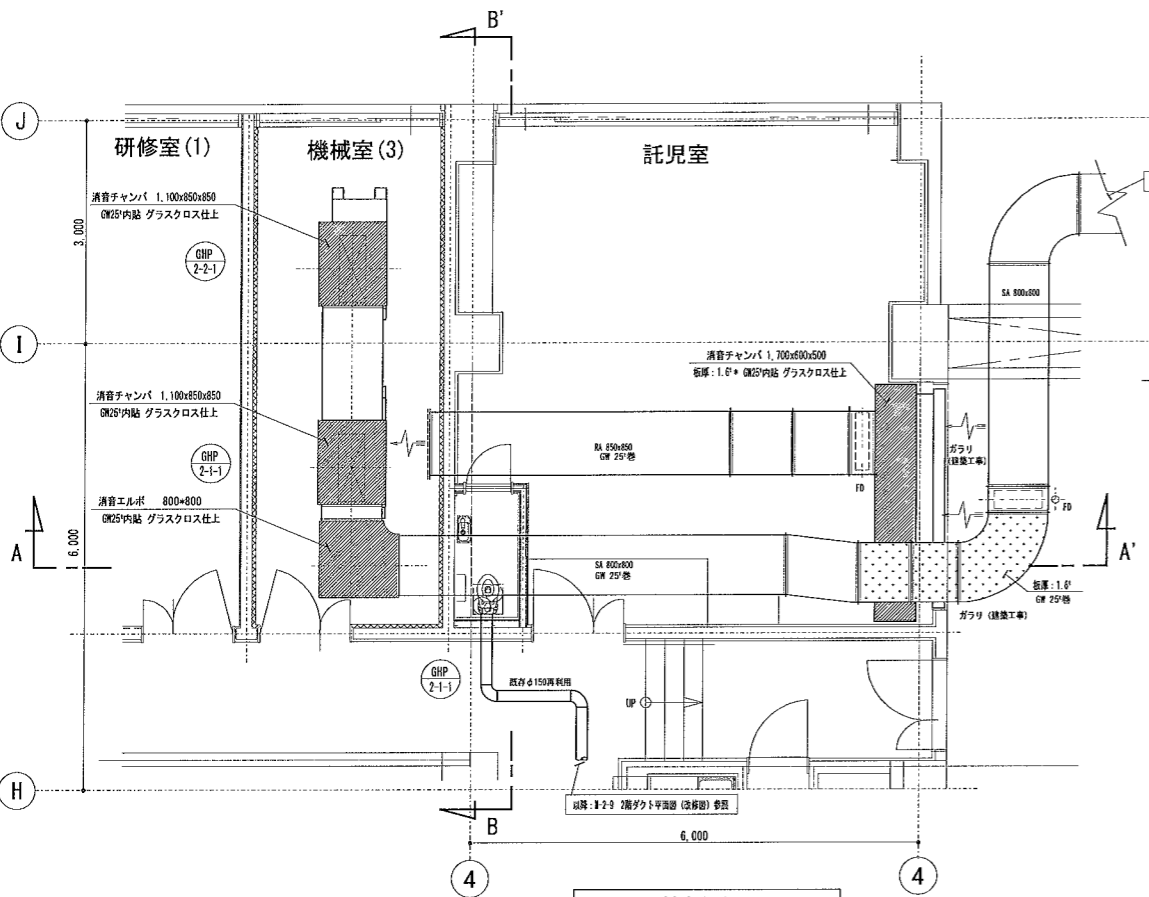 B'
J
研修室(1)
機械室(3)
託児室
消音チャンバ 1,100x850x850
GW25ᵗ内貼 グラスクロス仕上
3,000
GHP
2-2-1
SA 800x800
I
消音チャンバ 1,700x600x500
板厚:1.6ᵗ* GW25ᵗ内貼 グラスクロス仕上
消音チャンバ 1,100x850x850
GW25ᵗ内貼 グラスクロス仕上
RA 850x850
GW 25ᵗ巻
ガラリ
(建築工事)
GHP
2-1-1
FD
FD
消音エルボ 800*800
GW25ᵗ内貼 グラスクロス仕上
A
6,000
A'
SA 800x800
GW 25ᵗ巻
板厚:1.6ᵗ
GW 25ᵗ巻
ガラリ (建築工事)
GHP
2-1-1
既存φ150再利用
UP
H
B
以降:M-2-9 2階ダクト平面図 (改修図) 参照
6,000
4
4